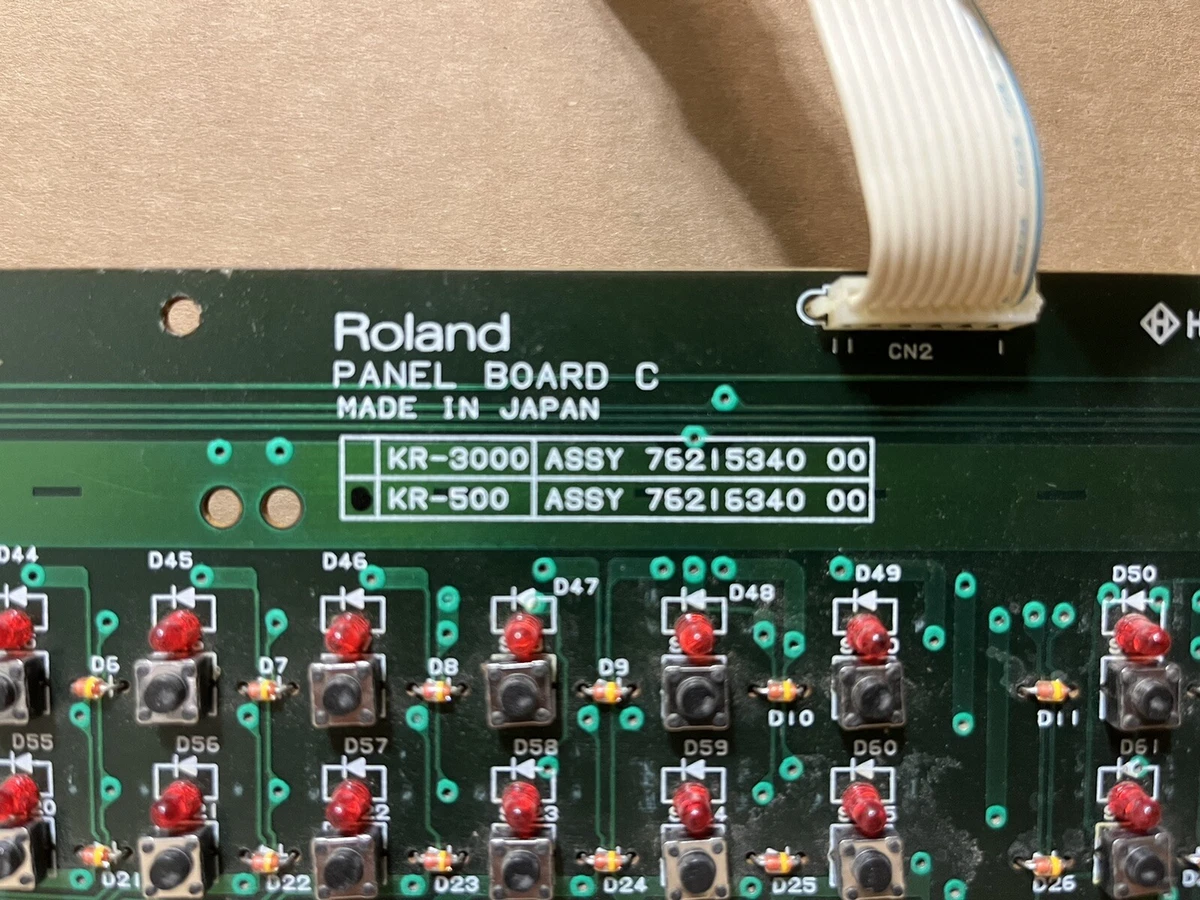 Roland
PANEL BOARD C
MADE IN JAPAN
CN2
H
KR-3000 ASSY 76215340 00
KR-500 ASSY 76216340 00
D44 D45 D46 D47 D48 D49 D50
D6 D7 D8 D9 D10 D11
D55 D56 D57 D58 D59 D60 D61
D21 D22 D23 D24 D25 D26